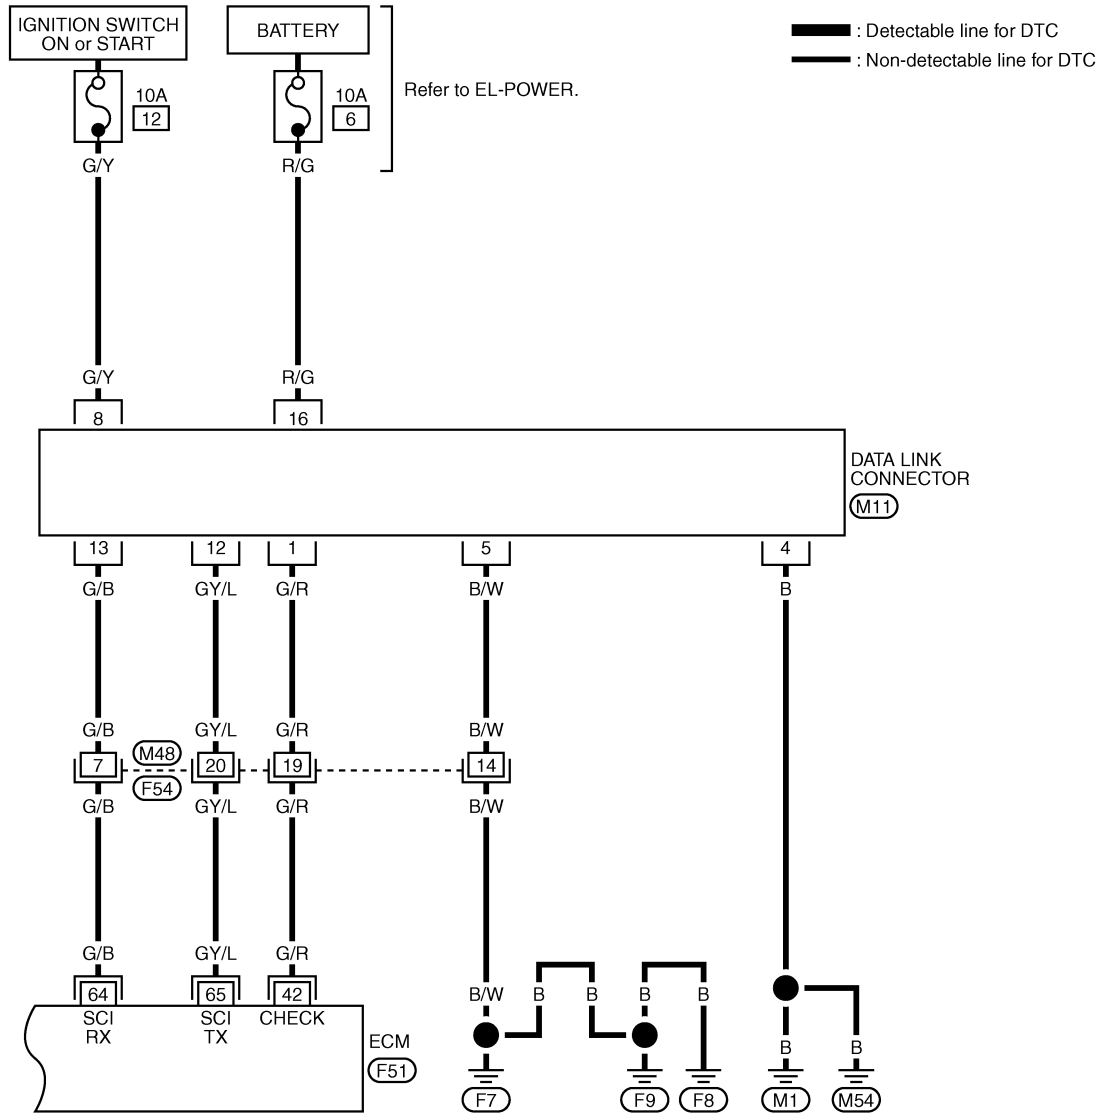 IGNITION SWITCH
ON or START
BATTERY
: Detectable line for DTC
: Non-detectable line for DTC
Refer to EL-POWER.
10A
12
10A
6
G/Y
R/G
G/Y
R/G
8
16
DATA LINK
CONNECTOR
M11
13
12
1
5
4
G/B
GY/L
G/R
B/W
B
G/B
GY/L
G/R
B/W
M48
7
20
19
14
F54
G/B
GY/L
G/R
B/W
G/B
GY/L
G/R
64
65
42
B/W
B
B
B
B
SCI
RX
SCI
TX
CHECK
ECM
F51
B
B
F7
F9
F8
M1
M54